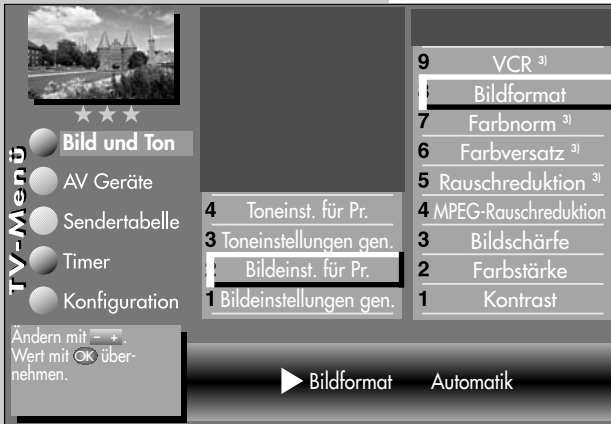 TV-Menü
Bild und Ton
AV Geräte
Sendertabelle
Timer
Konfiguration
Ändern mit - + .
Wert mit OK über-
nehmen.
4 Toneinst. für Pr.
3 Toneinstellungen gen.
2 Bildeinst. für Pr.
1 Bildeinstellungen gen.
9 VCR 3)
8 Bildformat
7 Farbnorm 3)
6 Farbversatz 3)
5 Rauschreduktion 3)
4 MPEG-Rauschreduktion
3 Bildschärfe
2 Farbstärke
1 Kontrast
Bildformat Automatik